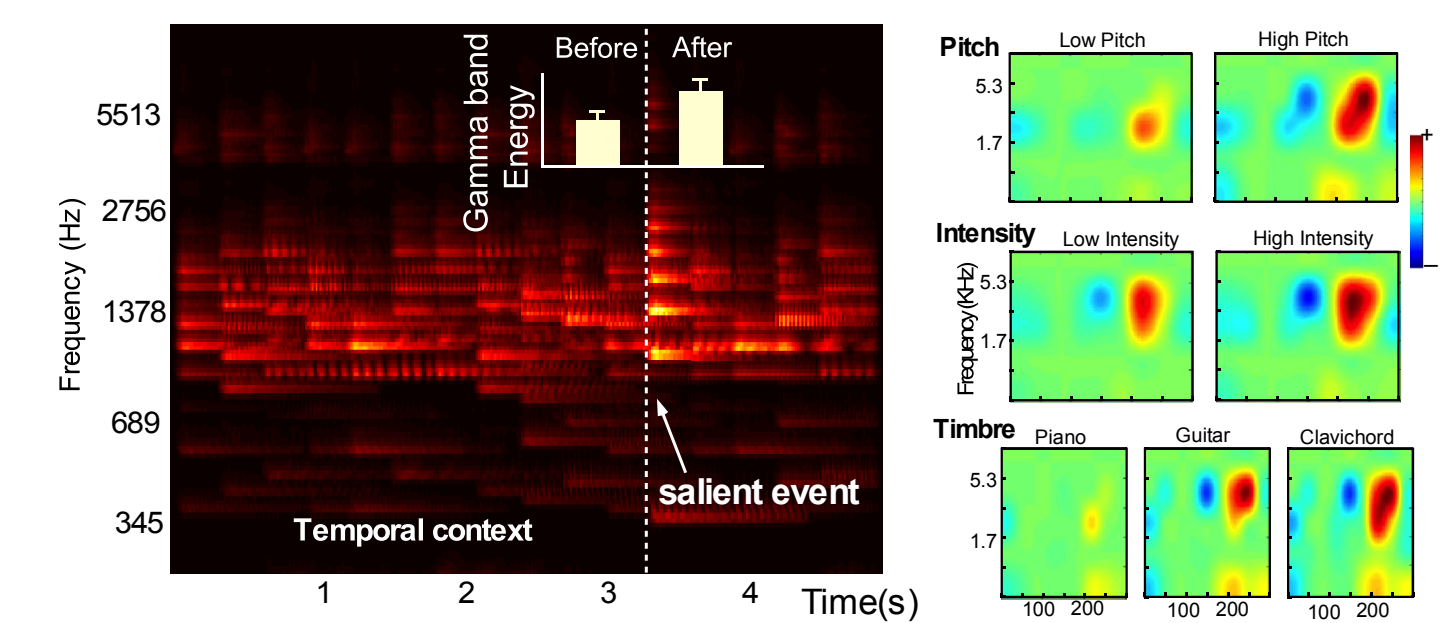 Before
After
Gamma band
Energy
5513
2756
1378
689
345
Frequency (Hz)
salient event
Temporal context
1
2
3
4
Time(s)
Pitch
Low Pitch
High Pitch
5.3
1.7
+
–
Intensity
Low Intensity
High Intensity
5.3
1.7
Frequency (KHz)
Timbre
Piano
Guitar
Clavichord
5.3
1.7
100 200
100 200
100 200